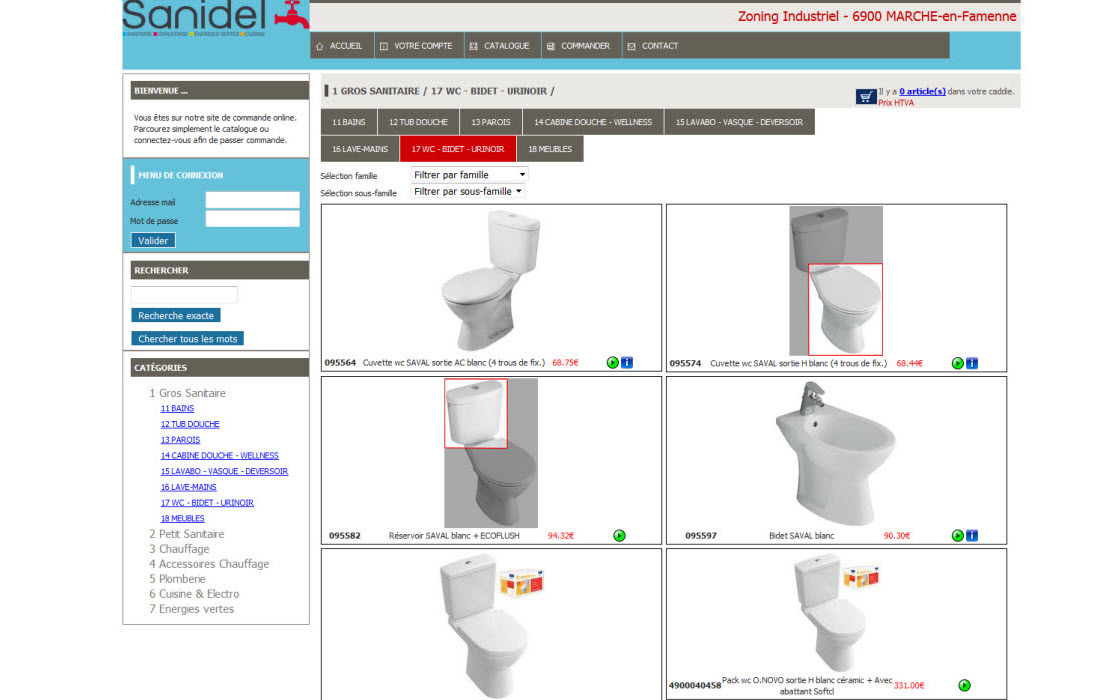 Sanidel
SANITAIRE CHAUFFAGE ENERGIES VERTES CUISINE
Zoning Industriel - 6900 MARCHE-en-Famenne
ACCUEIL VOTRE COMPTE CATALOGUE COMMANDER CONTACT
BIENVENUE ...
Vous êtes sur notre site de commande online.
Parcourez simplement le catalogue ou
connectez-vous afin de passer commande.
MENU DE CONNEXION
Adresse mail
Mot de passe
Valider
RECHERCHER
Recherche exacte
Chercher tous les mots
CATÉGORIES
1 Gros Sanitaire
11 BAINS
12 TUB DOUCHE
13 PAROIS
14 CABINE DOUCHE - WELLNESS
15 LAVABO - VASQUE - DEVERSOIR
16 LAVE-MAINS
17 WC - BIDET - URINOIR
18 MEUBLES
2 Petit Sanitaire
3 Chauffage
4 Accessoires Chauffage
5 Plomberie
6 Cuisine & Electro
7 Energies vertes
1 GROS SANITAIRE / 17 WC - BIDET - URINOIR /
Il y a 0 article(s) dans votre caddie.
Prix HTVA
11 BAINS 12 TUB DOUCHE 13 PAROIS 14 CABINE DOUCHE - WELLNESS 15 LAVABO - VASQUE - DEVERSOIR
16 LAVE-MAINS 17 WC - BIDET - URINOIR 18 MEUBLES
Sélection famille Filtrer par famille
Sélection sous-famille Filtrer par sous-famille
095564 Cuvette wc SAVAL sortie AC blanc (4 trous de fix.) 68.75€
095574 Cuvette wc SAVAL sortie H blanc (4 trous de fix.) 68.44€
095582 Réservoir SAVAL blanc + ECOFLUSH 94.32€
095597 Bidet SAVAL blanc 90.30€
4900040458 Pack wc O.NOVO sortie H blanc céramic + Avec
abattant Softcl 331.00€